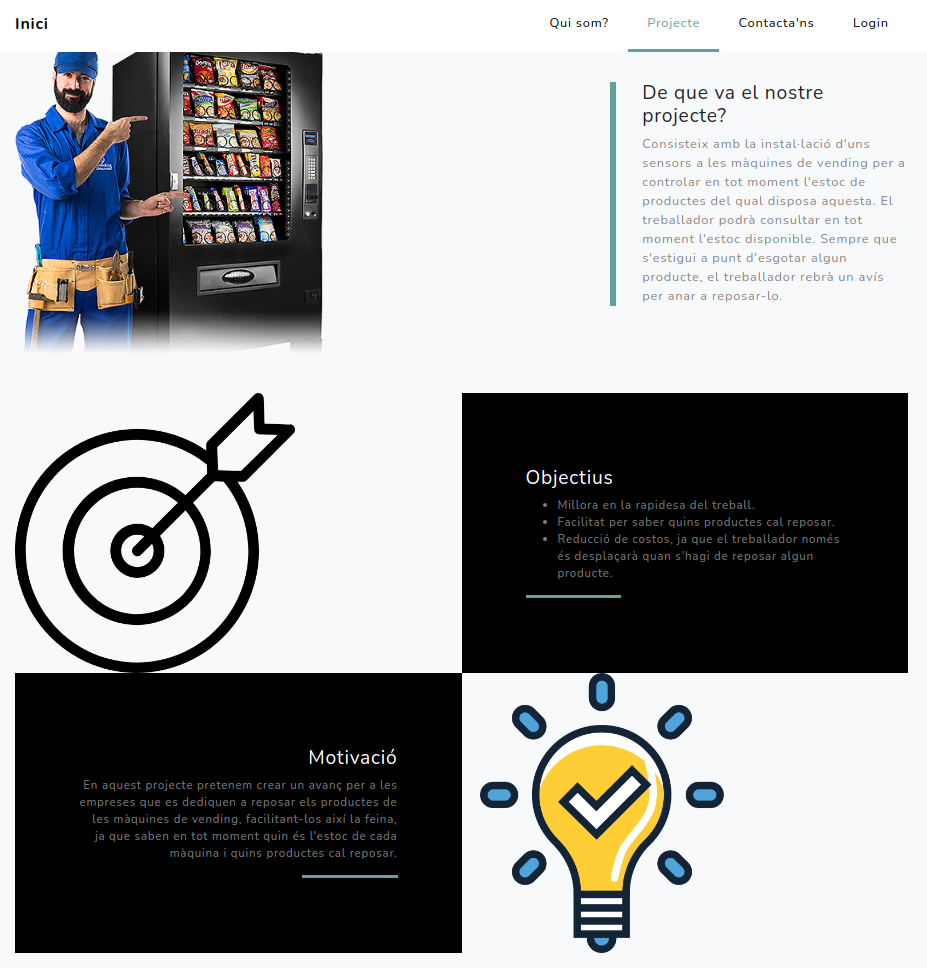 Inici
Qui som?
Projecte
Contacta'ns
Login
De que va el nostre
projecte?
Consisteix amb la instal·lació d'uns
sensors a les màquines de vending per a
controlar en tot moment l'estoc de
productes del qual disposa aquesta. El
treballador podrà consultar en tot
moment l'estoc disponible. Sempre que
s'estigui a punt d'esgotar algun
producte, el treballador rebrà un avís
per anar a reposar-lo.
Objectius
Millora en la rapidesa del treball.
Facilitat per saber quins productes cal reposar.
Reducció de costos, ja que el treballador només
és desplaçarà quan s'hagi de reposar algun
producte.
Motivació
En aquest projecte pretenem crear un avanç per a les
empreses que es dediquen a reposar els productes de
les màquines de vending, facilitant-los així la feina,
ja que saben en tot moment quin és l'estoc de cada
màquina i quins productes cal reposar.